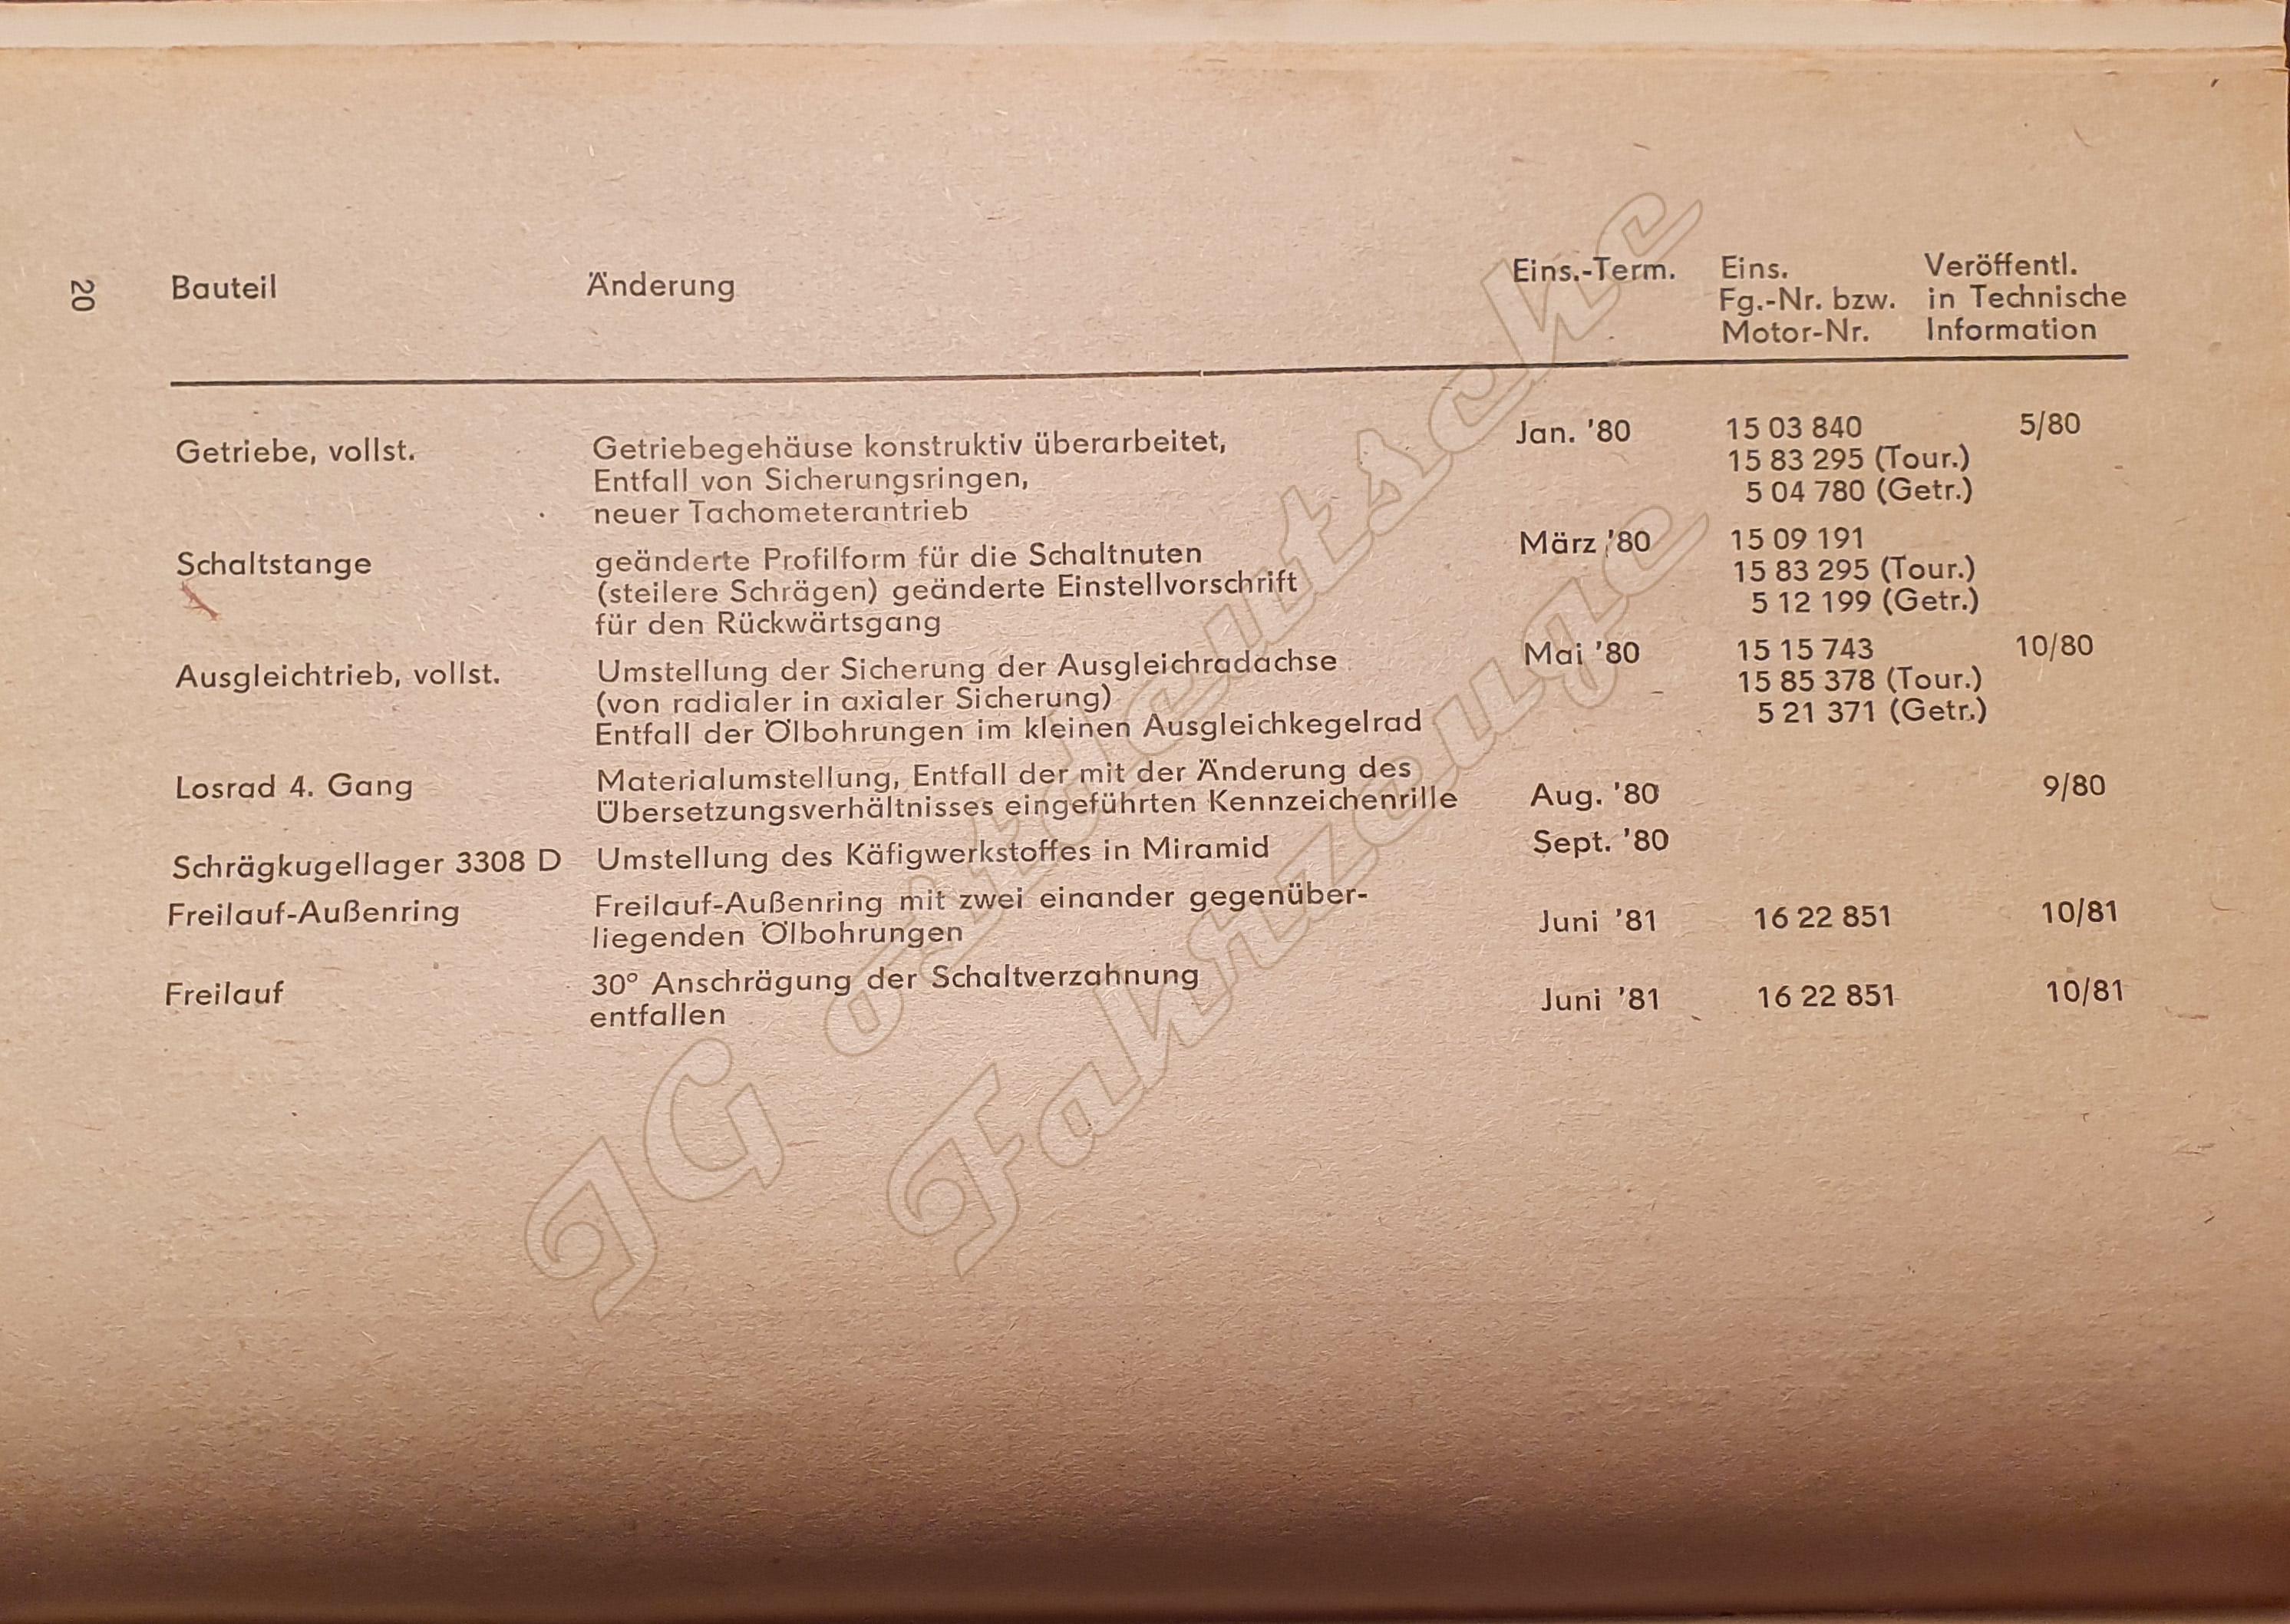 20
Bauteil Änderung Eins.-Term. Eins. Veröffentl.
Fg.-Nr. bzw. in Technische
Motor-Nr. Information
Getriebe, vollst. Getriebegehäuse konstruktiv überarbeitet, Jan. '80 15 03 840 5/80
Entfall von Sicherungsringen, 15 83 295 (Tour.)
neuer Tachometerantrieb 5 04 780 (Getr.)
Schaltstange geänderte Profilform für die Schaltnuten März '80 15 09 191
(steilere Schrägen) geänderte Einstellvorschrift 15 83 295 (Tour.)
für den Rückwärtsgang 5 12 199 (Getr.)
Ausgleichtrieb, vollst. Umstellung der Sicherung der Ausgleichradachse Mai '80 15 15 743 10/80
(von radialer in axialer Sicherung) 15 85 378 (Tour.)
Entfall der Ölbohrungen im kleinen Ausgleichkegelrad 5 21 371 (Getr.)
Losrad 4. Gang Materialumstellung, Entfall der mit der Änderung des
Übersetzungsverhältnisses eingeführten Kennzeichenrille Aug. '80 9/80
Schrägkugellager 3308 D Umstellung des Käfigwerkstoffes in Miramid Sept. '80
Freilauf-Außenring Freilauf-Außenring mit zwei einander gegenüber-
liegenden Ölbohrungen Juni '81 16 22 851 10/81
Freilauf 30° Anschrägung der Schaltverzahnung
entfallen Juni '81 16 22 851 10/81
IG ostdeutsche
Fahrzeuge